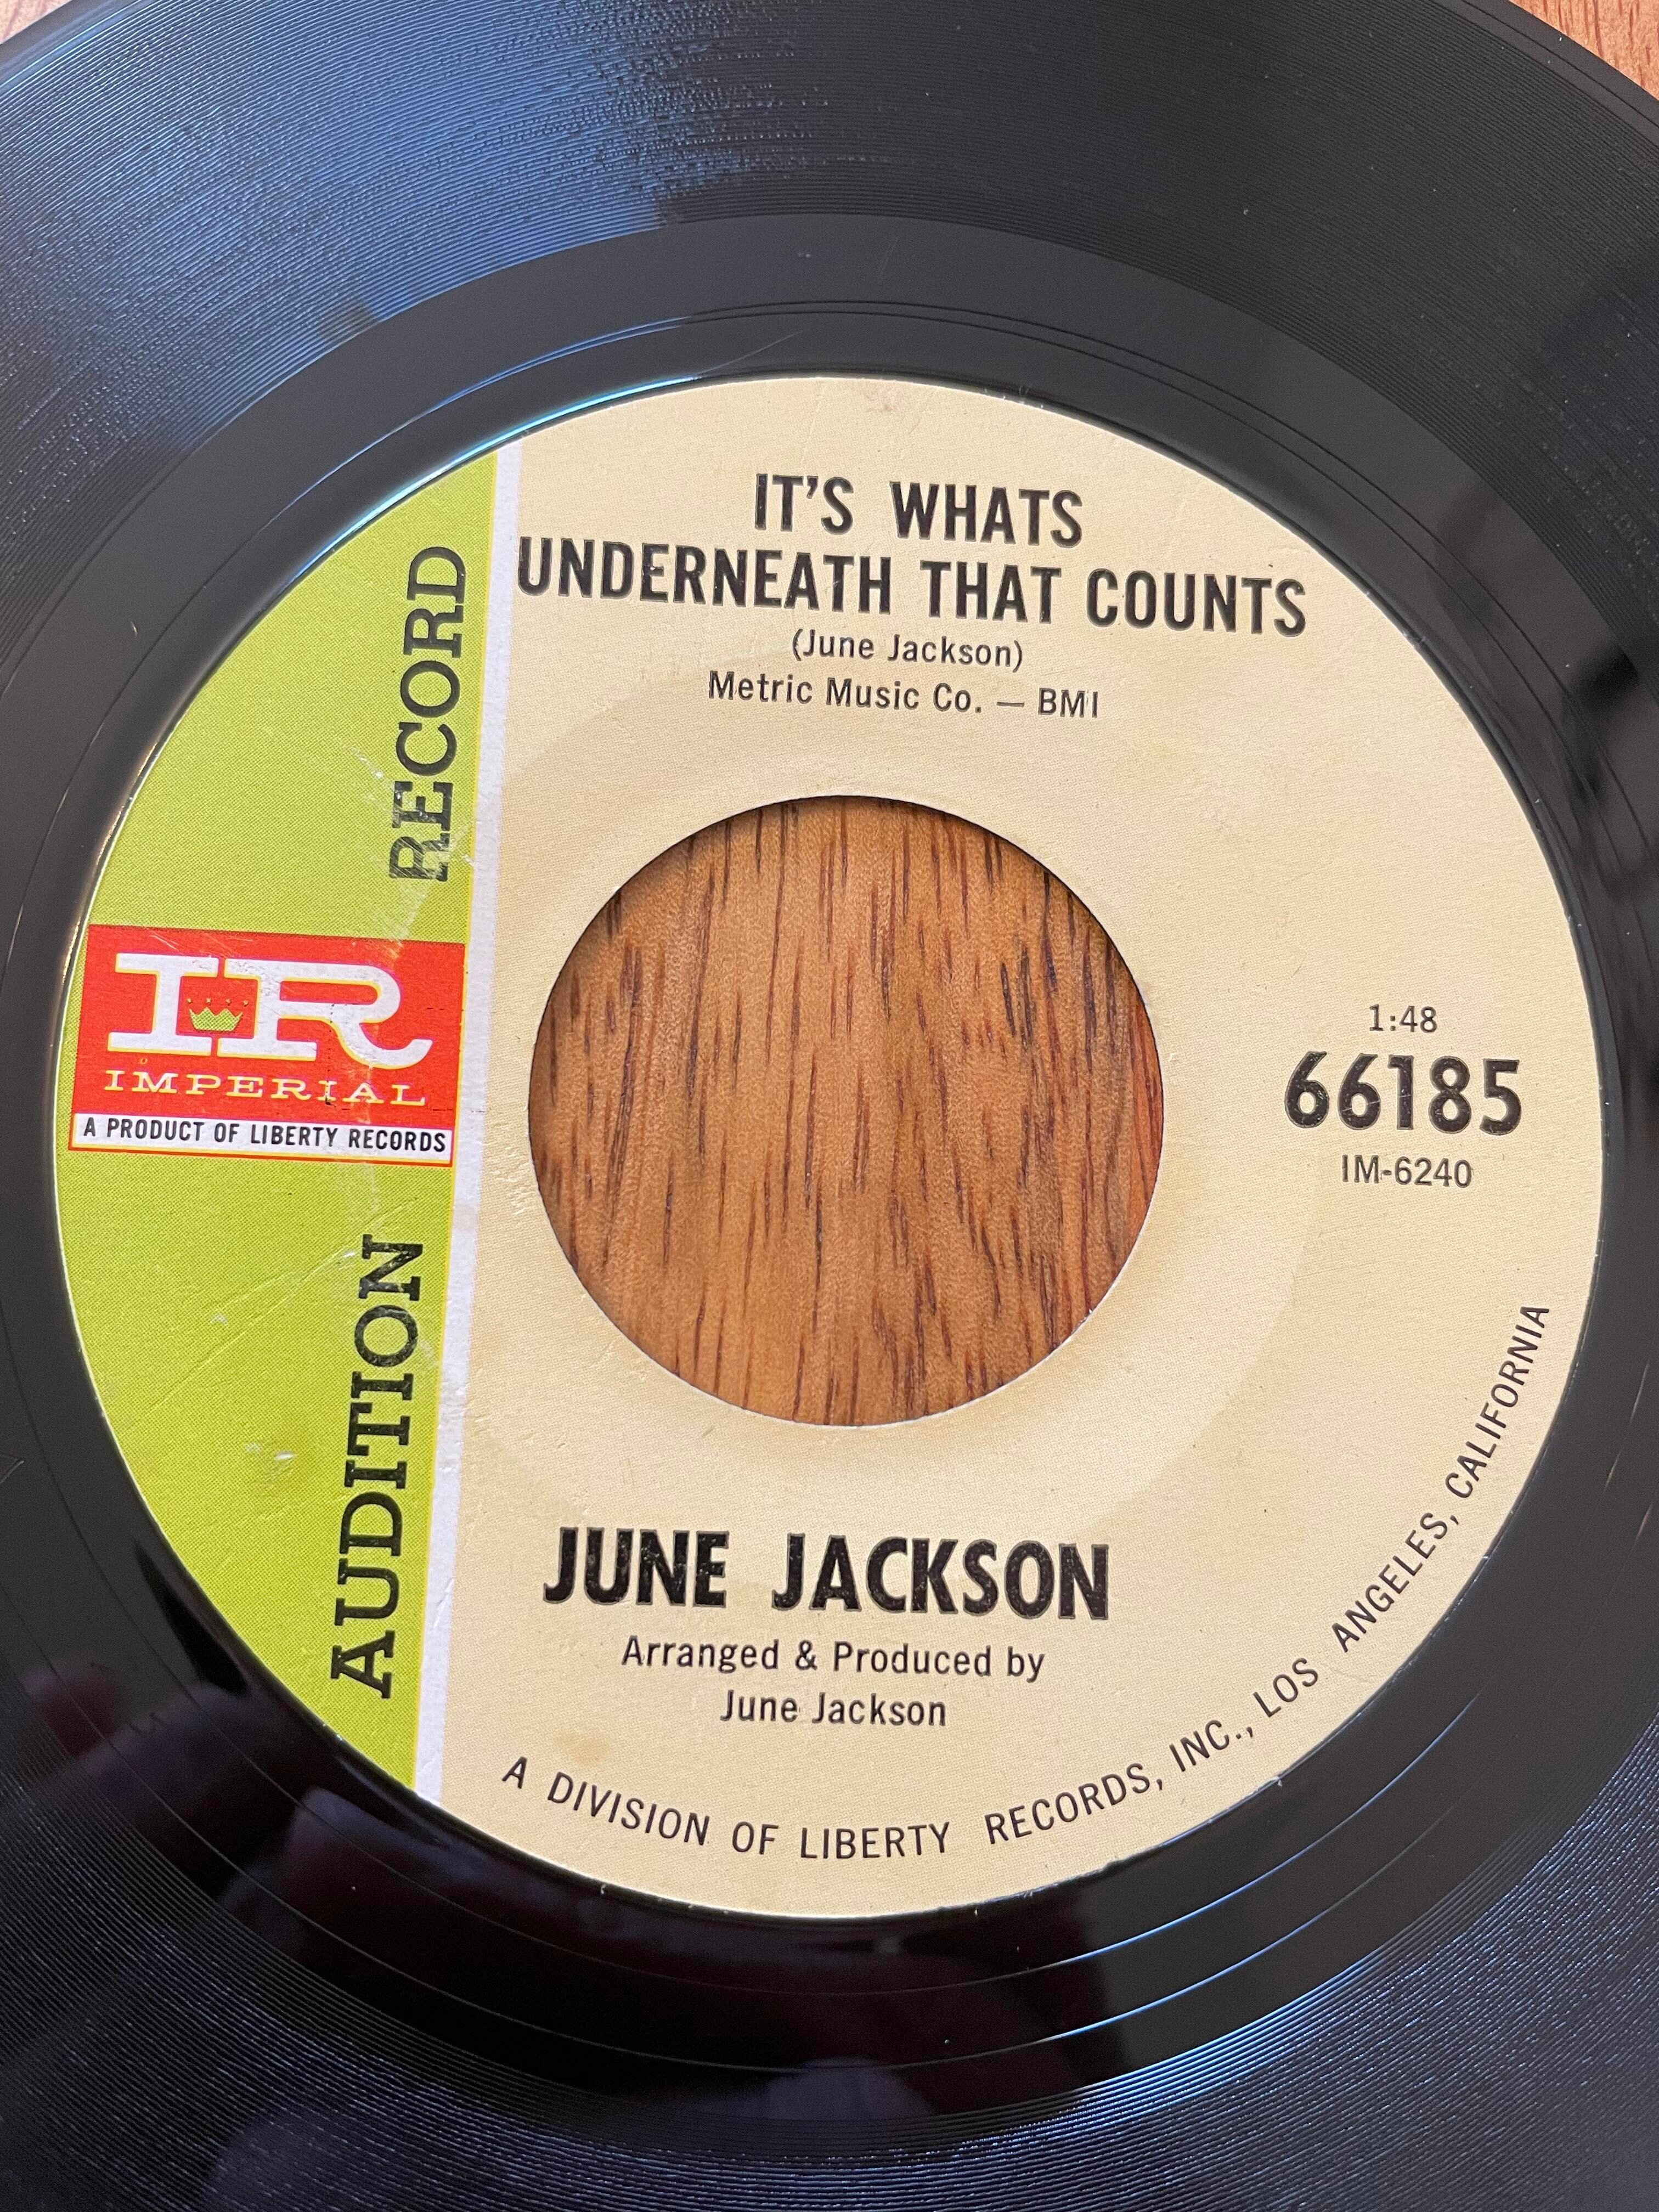 IT'S WHATS
UNDERNEATH THAT COUNTS
(June Jackson)
Metric Music Co. — BMI
AUDITION RECORD
IR
IMPERIAL
A PRODUCT OF LIBERTY RECORDS
1:48
66185
IM-6240
JUNE JACKSON
Arranged & Produced by
June Jackson
A DIVISION OF LIBERTY RECORDS, INC., LOS ANGELES, CALIFORNIA